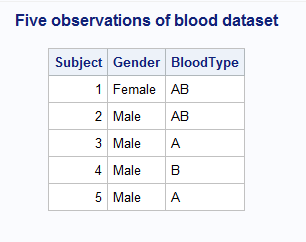 Five observations of blood dataset
Subject Gender BloodType
1 Female AB
2 Male AB
3 Male A
4 Male B
5 Male A